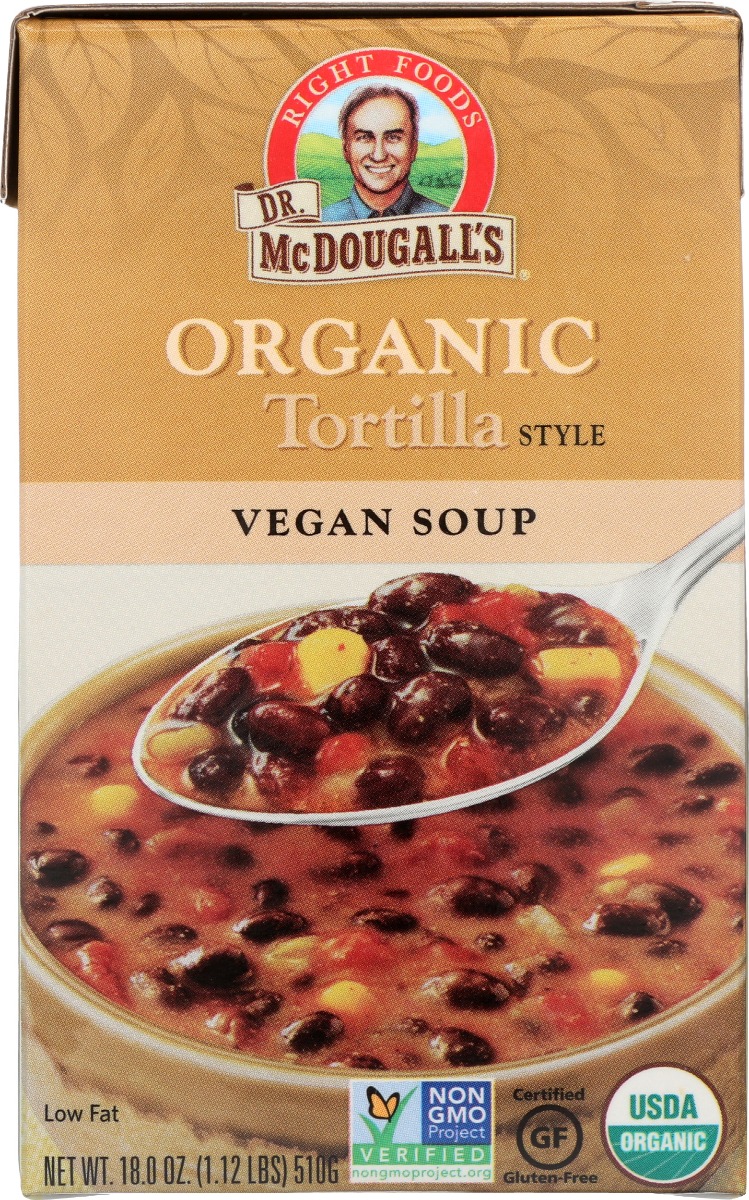 RIGHT FOODS
DR.
McDOUGALL'S®
ORGANIC
Tortilla STYLE
VEGAN SOUP
Low Fat
NET WT. 18.0 OZ. (1.12 LBS) 510G
NON
GMO
Project
VERIFIED
nongmoproject.org
Certified
GF
Gluten-Free
USDA
ORGANIC